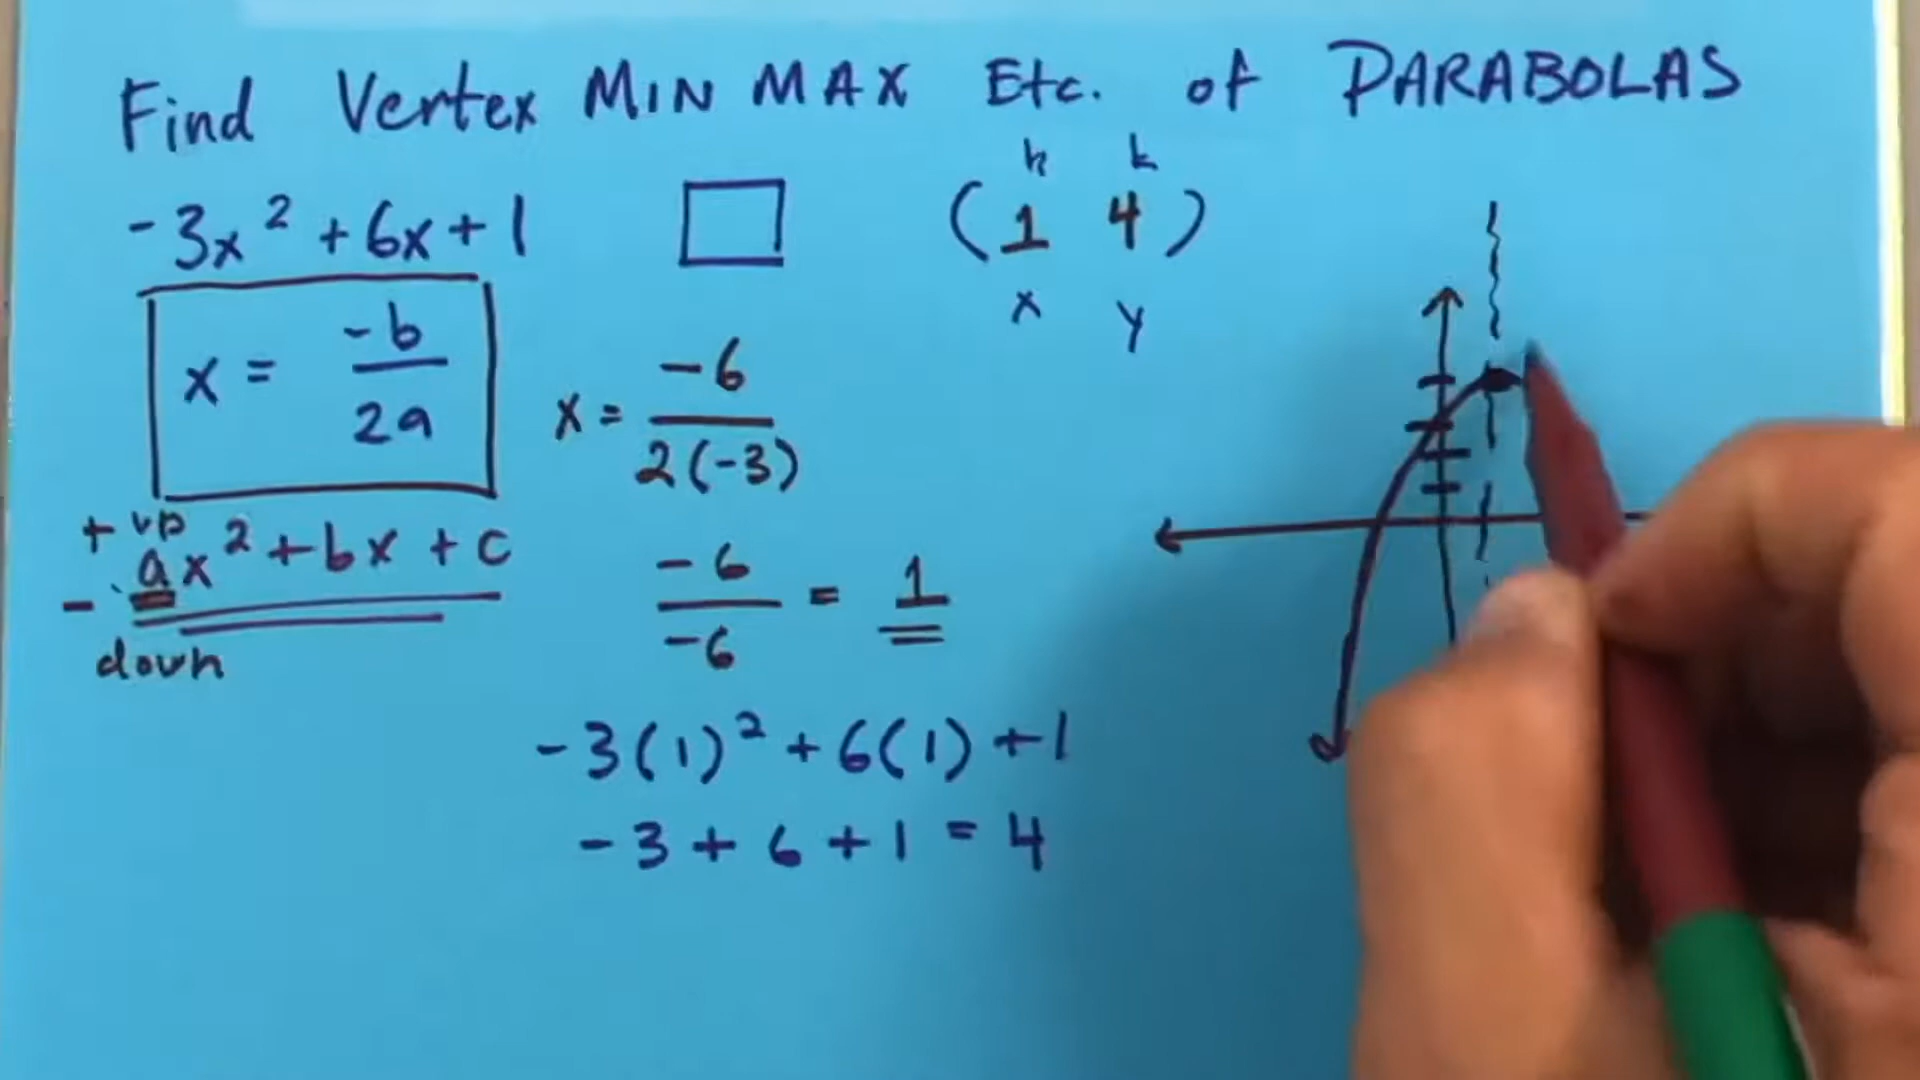 Find Vertex MIN MAX Etc. of PARABOLAS
h k
-3x² + 6x + 1
(1 4)
x y
x = -b/2a
x = -6/2(-3)
+ up
- ax² + bx + c
down
-6/-6 = 1
-3(1)² + 6(1) + 1
-3 + 6 + 1 = 4